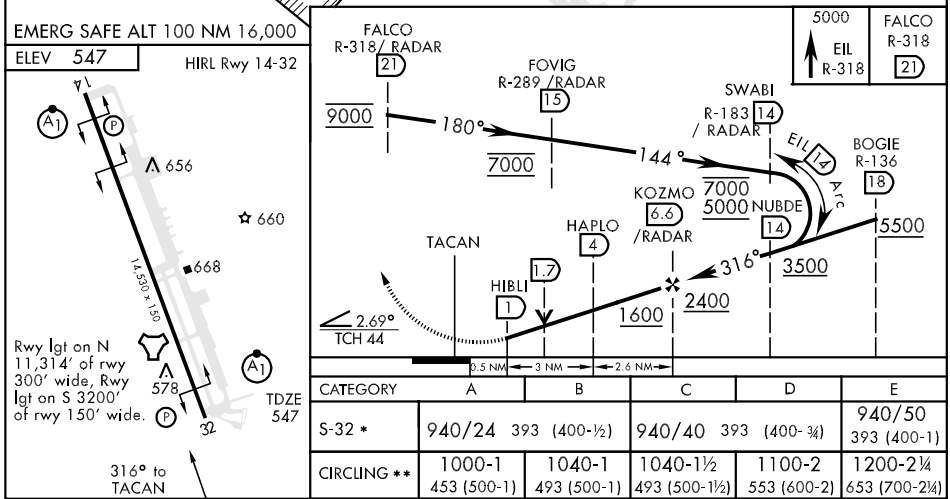 EMERG SAFE ALT 100 NM 16,000
ELEV 547
HIRL Rwy 14-32
14
A1
P
656
660
668
14,530 x 150
Rwy lgt on N
11,314' of rwy
300' wide, Rwy
lgt on S 3200'
of rwy 150' wide.
578
P
A1
TDZE
547
32
316° to
TACAN
FALCO
R-318/ RADAR
21
9000
180°
FOVIG
R-289 /RADAR
15
7000
144°
SWABI
R-183
/ RADAR
14
7000
5000
EIL 14 Arc
5000
EIL
R-318
FALCO
R-318
21
BOGIE
R-136
18
5500
NUBDE
14
3500
316°
KOZMO
6.6
/RADAR
2400
1600
HAPLO
4
1.7
HIBLI
1
TACAN
2.69°
TCH 44
0.5 NM
3 NM
2.6 NM
CATEGORY A B C D E
S-32 * 940/24 393 (400-½) 940/40 393 (400-¾) 940/50
393 (400-1)
CIRCLING ** 1000-1 1040-1 1040-1½ 1100-2 1200-2¼
453 (500-1) 493 (500-1) 493 (500-1½) 553 (600-2) 653 (700-2¼)